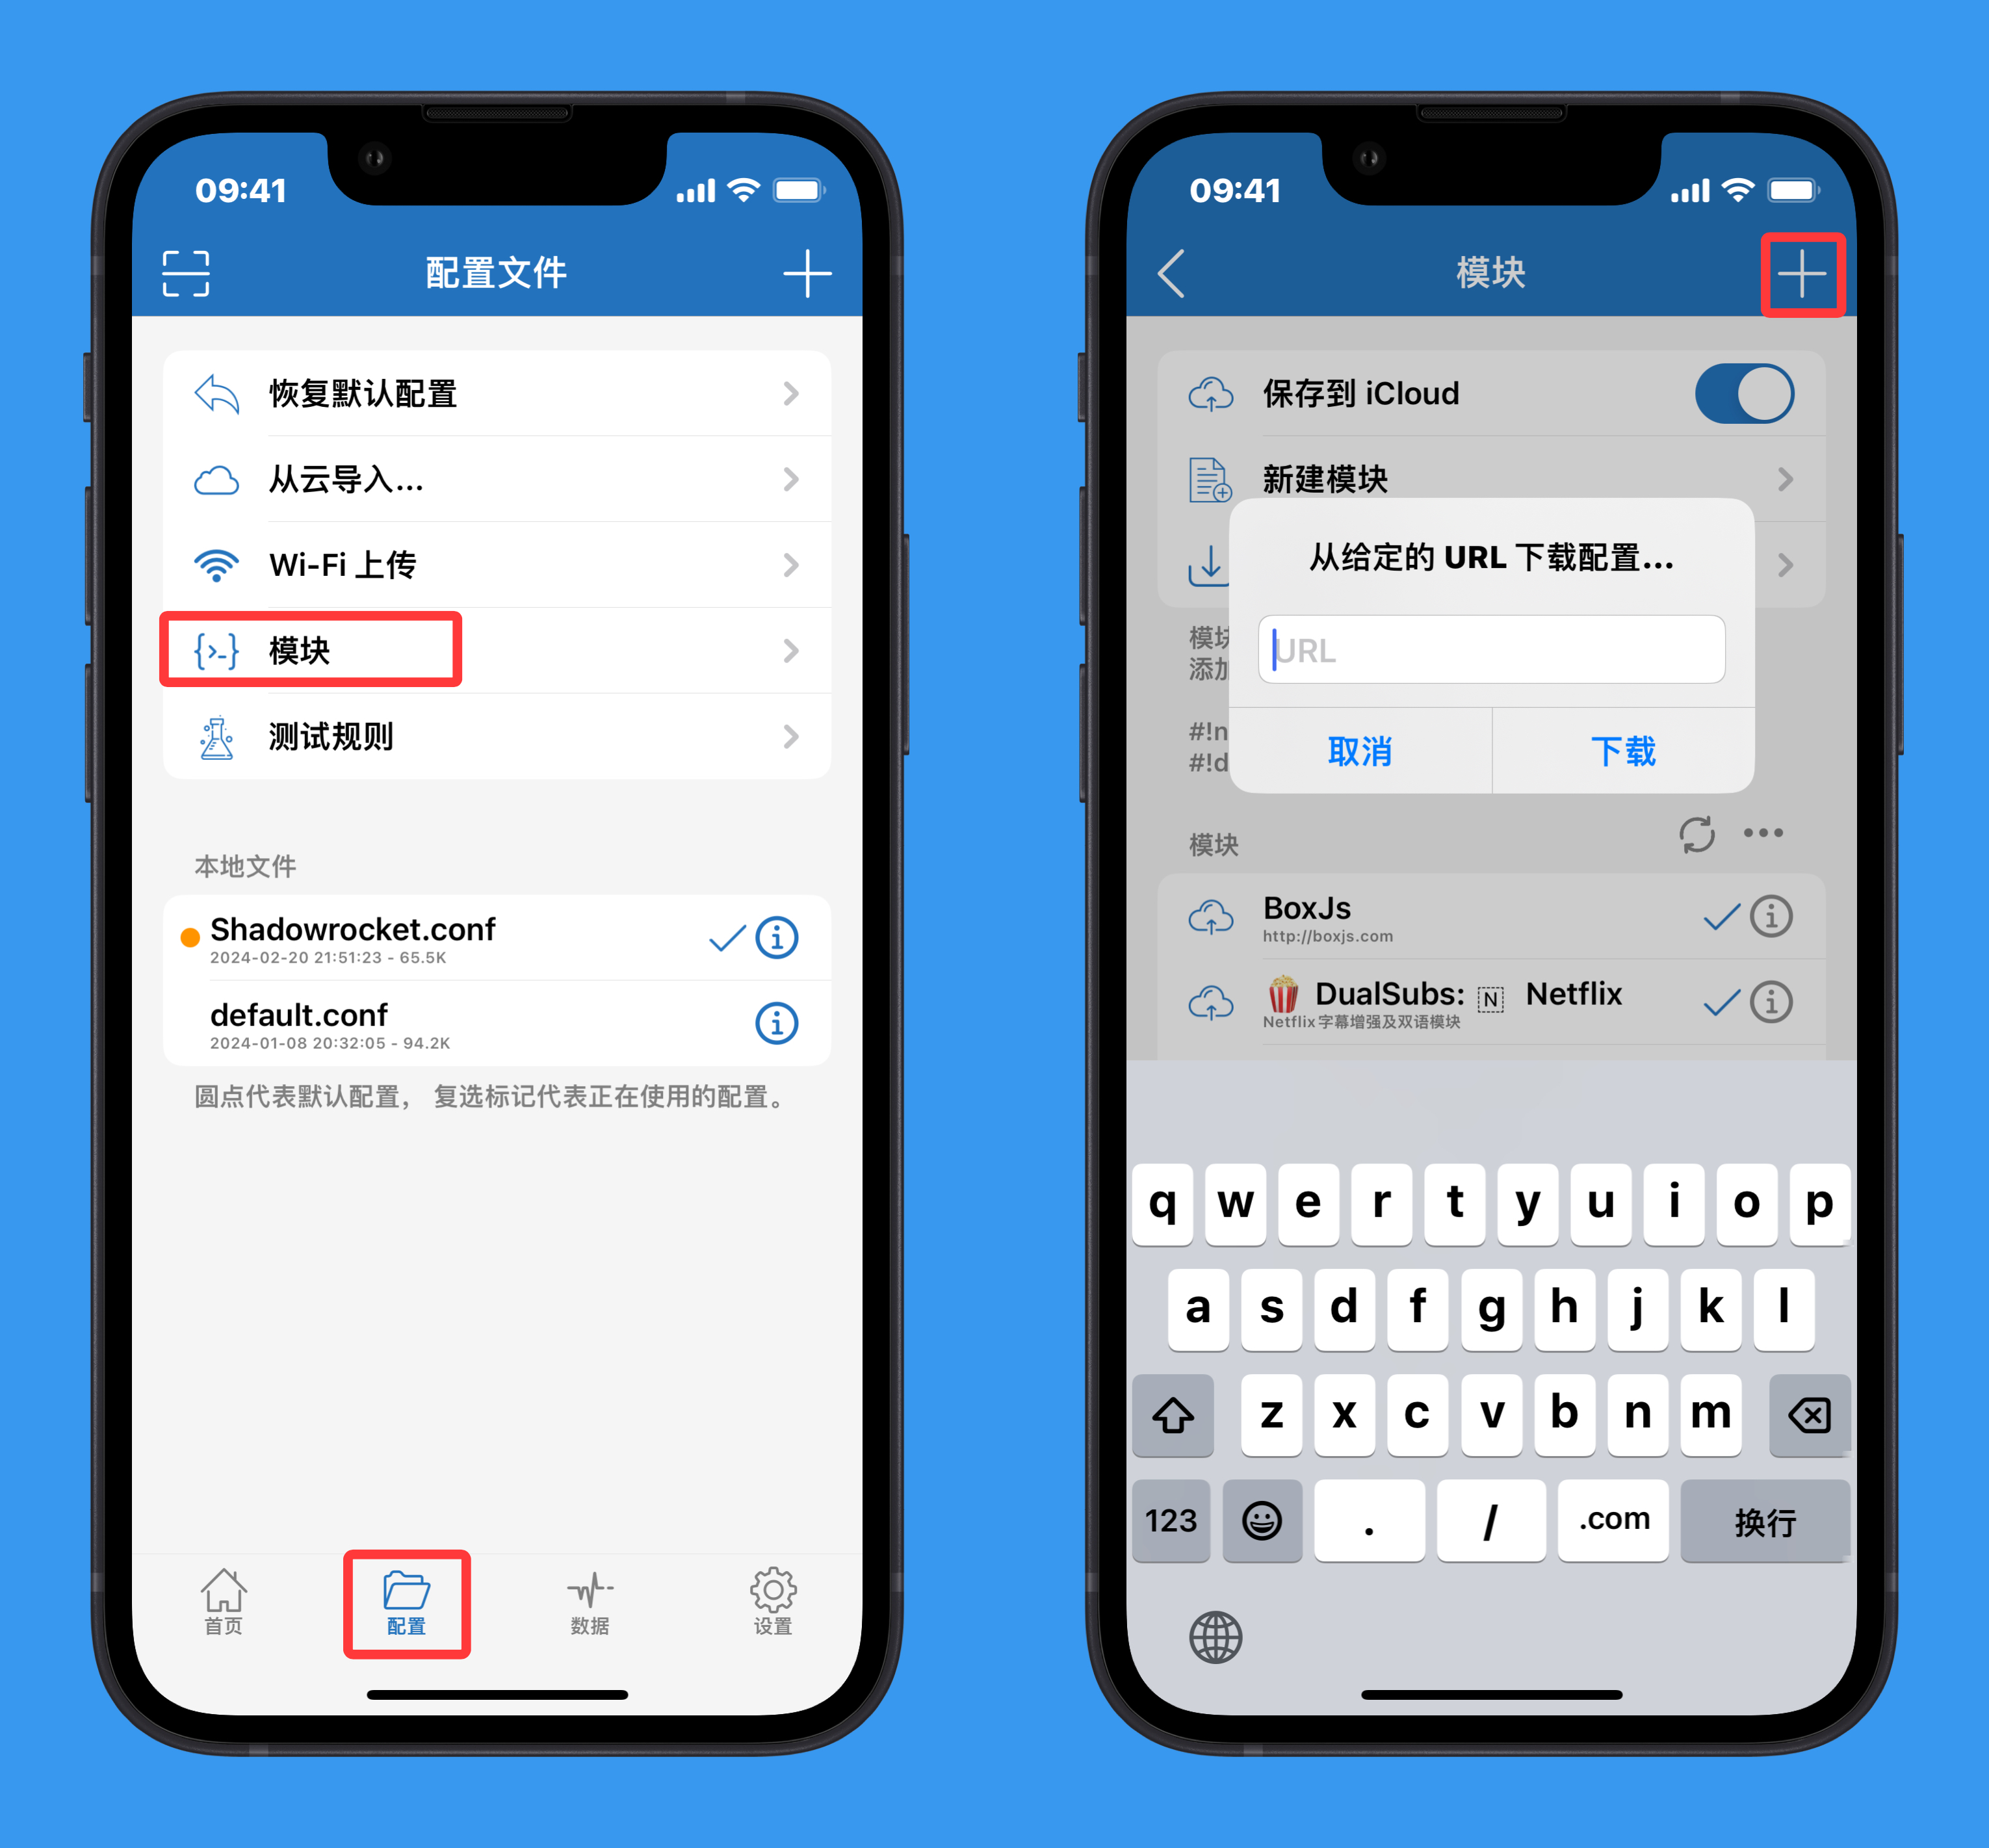 09:41
配置文件
恢复默认配置
从云导入...
Wi-Fi 上传
模块
测试规则
本地文件
Shadowrocket.conf
2024-02-20 21:51:23 - 65.5K
default.conf
2024-01-08 20:32:05 - 94.2K
圆点代表默认配置， 复选标记代表正在使用的配置。
首页
配置
数据
设置
09:41
模块
保存到 iCloud
新建模块
从给定的 URL 下载配置...
URL
取消
下载
模块
添加
#!n
#!d
模块
BoxJs
http://boxjs.com
🍿 DualSubs: 🄽 Netflix
Netflix字幕增强及双语模块
q w e r t y u i o p
a s d f g h j k l
z x c v b n m
123 . / .com 换行